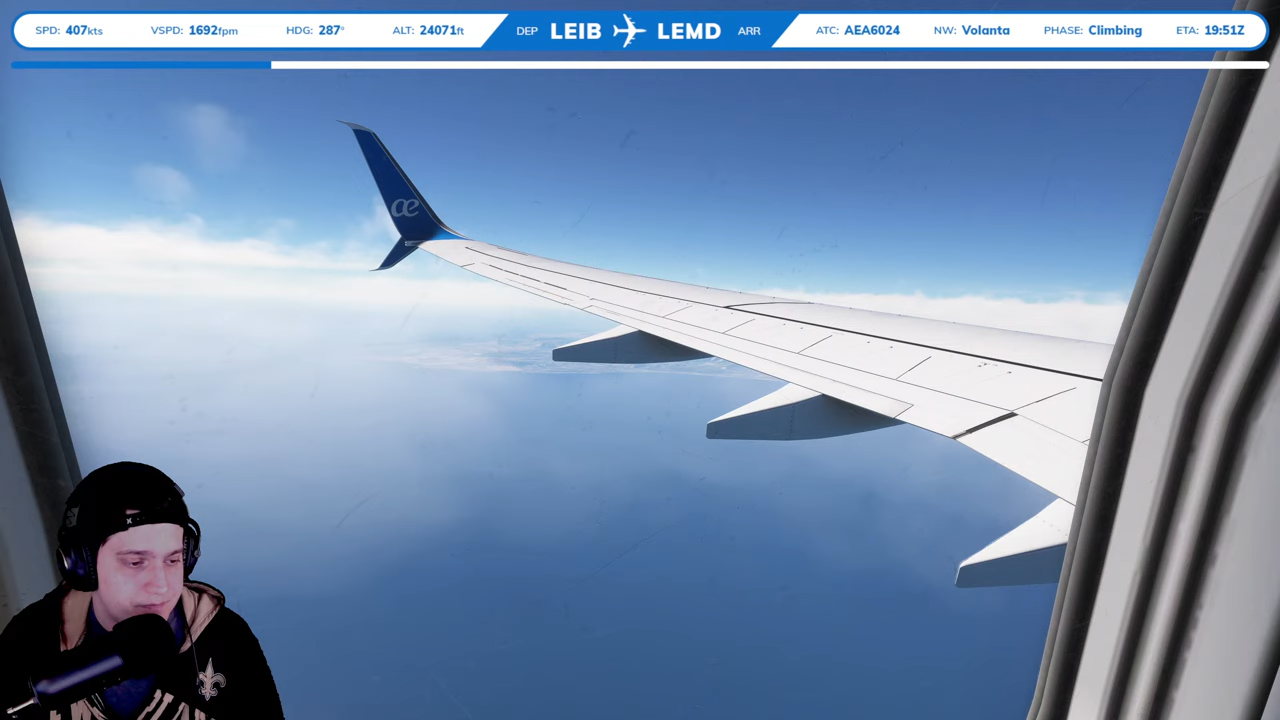 SPD: 407kts VSPD: 1692fpm HDG: 287° ALT: 24071ft DEP LEIB LEMD ARR ATC: AEA6024 NW: Volanta PHASE: Climbing ETA: 19:51Z
æ